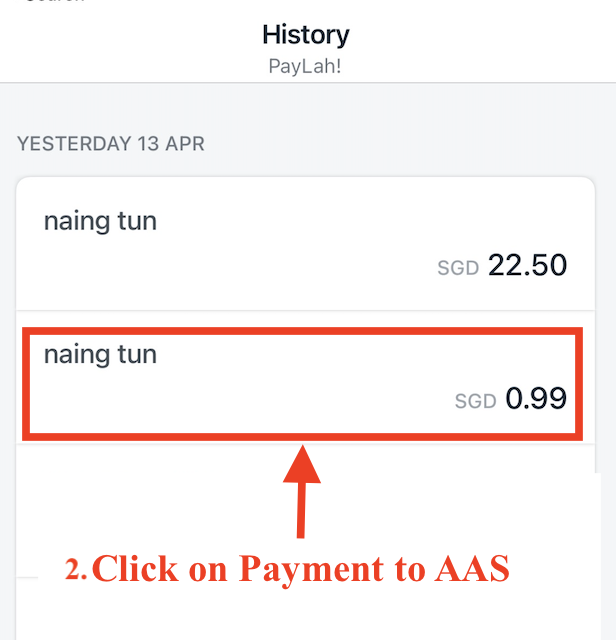 History
PayLah!
YESTERDAY 13 APR
naing tun
SGD 22.50
naing tun
SGD 0.99
2. Click on Payment to AAS